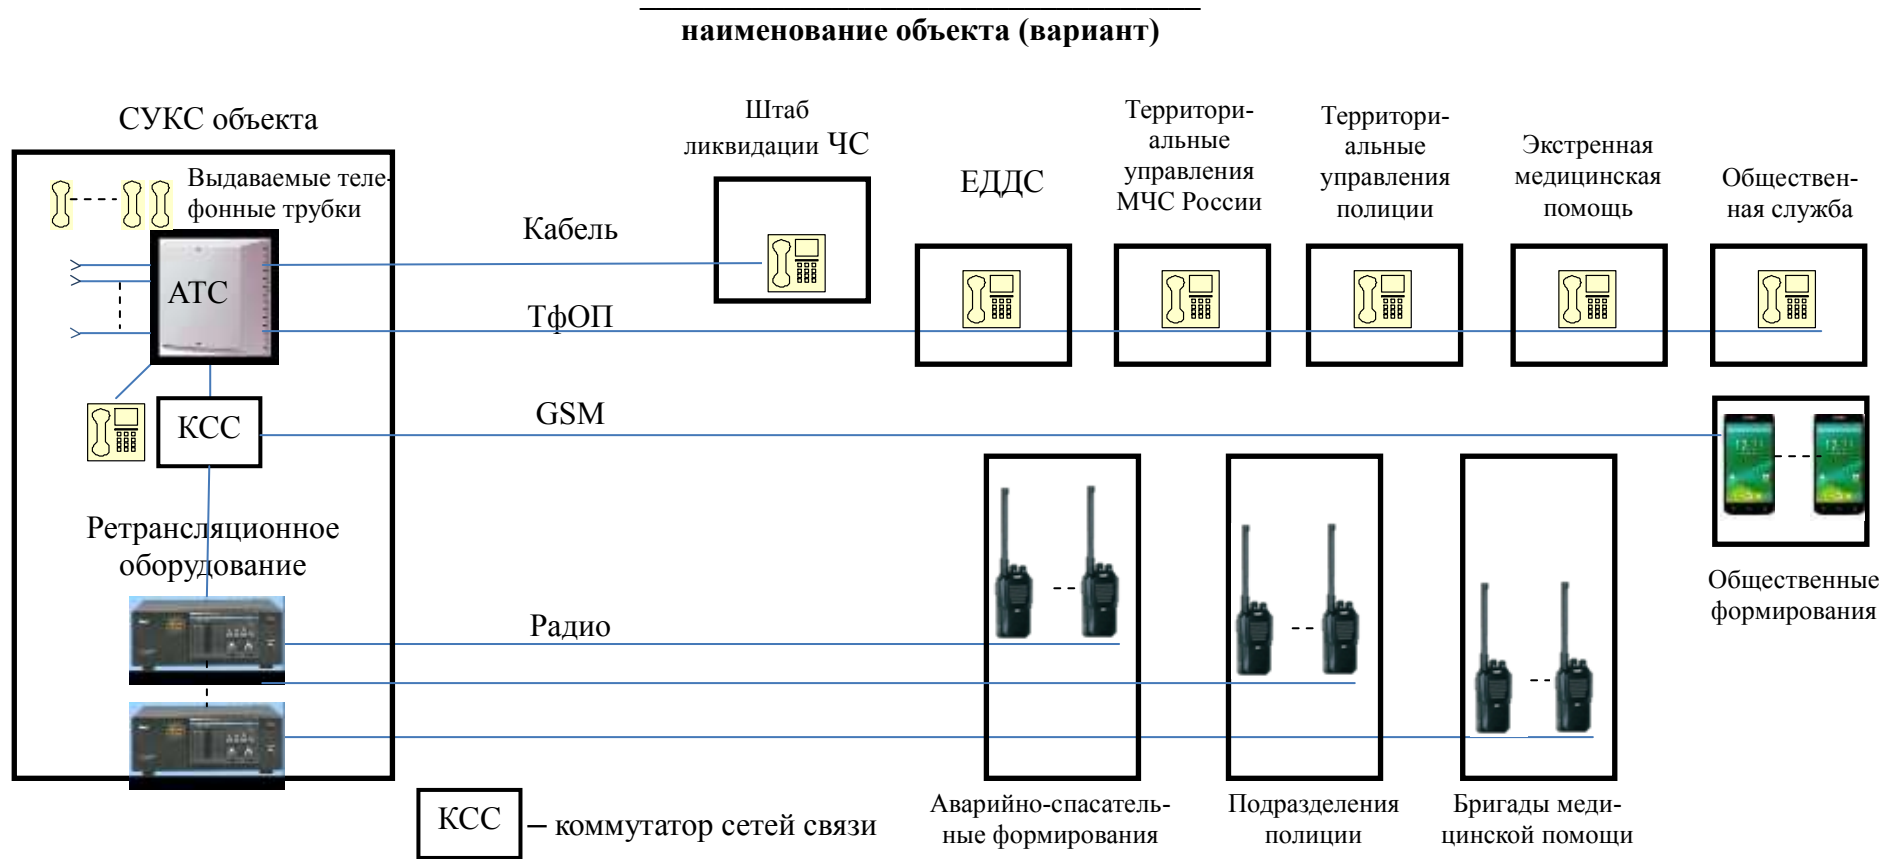 наименование объекта (вариант)
СУКС объекта
Выдаваемые теле-
фонные трубки
АТС
КСС
Ретрансляционное
оборудование
Кабель
ТфОП
GSM
Радио
Штаб
ликвидации ЧС
ЕДДС
Территори-
альные
управления
МЧС России
Территори-
альные
управления
полиции
Экстренная
медицинская
помощь
Обществен-
ная служба
Общественные
формирования
Аварийно-спасатель-
ные формирования
Подразделения
полиции
Бригады меди-
цинской помощи
КСС – коммутатор сетей связи